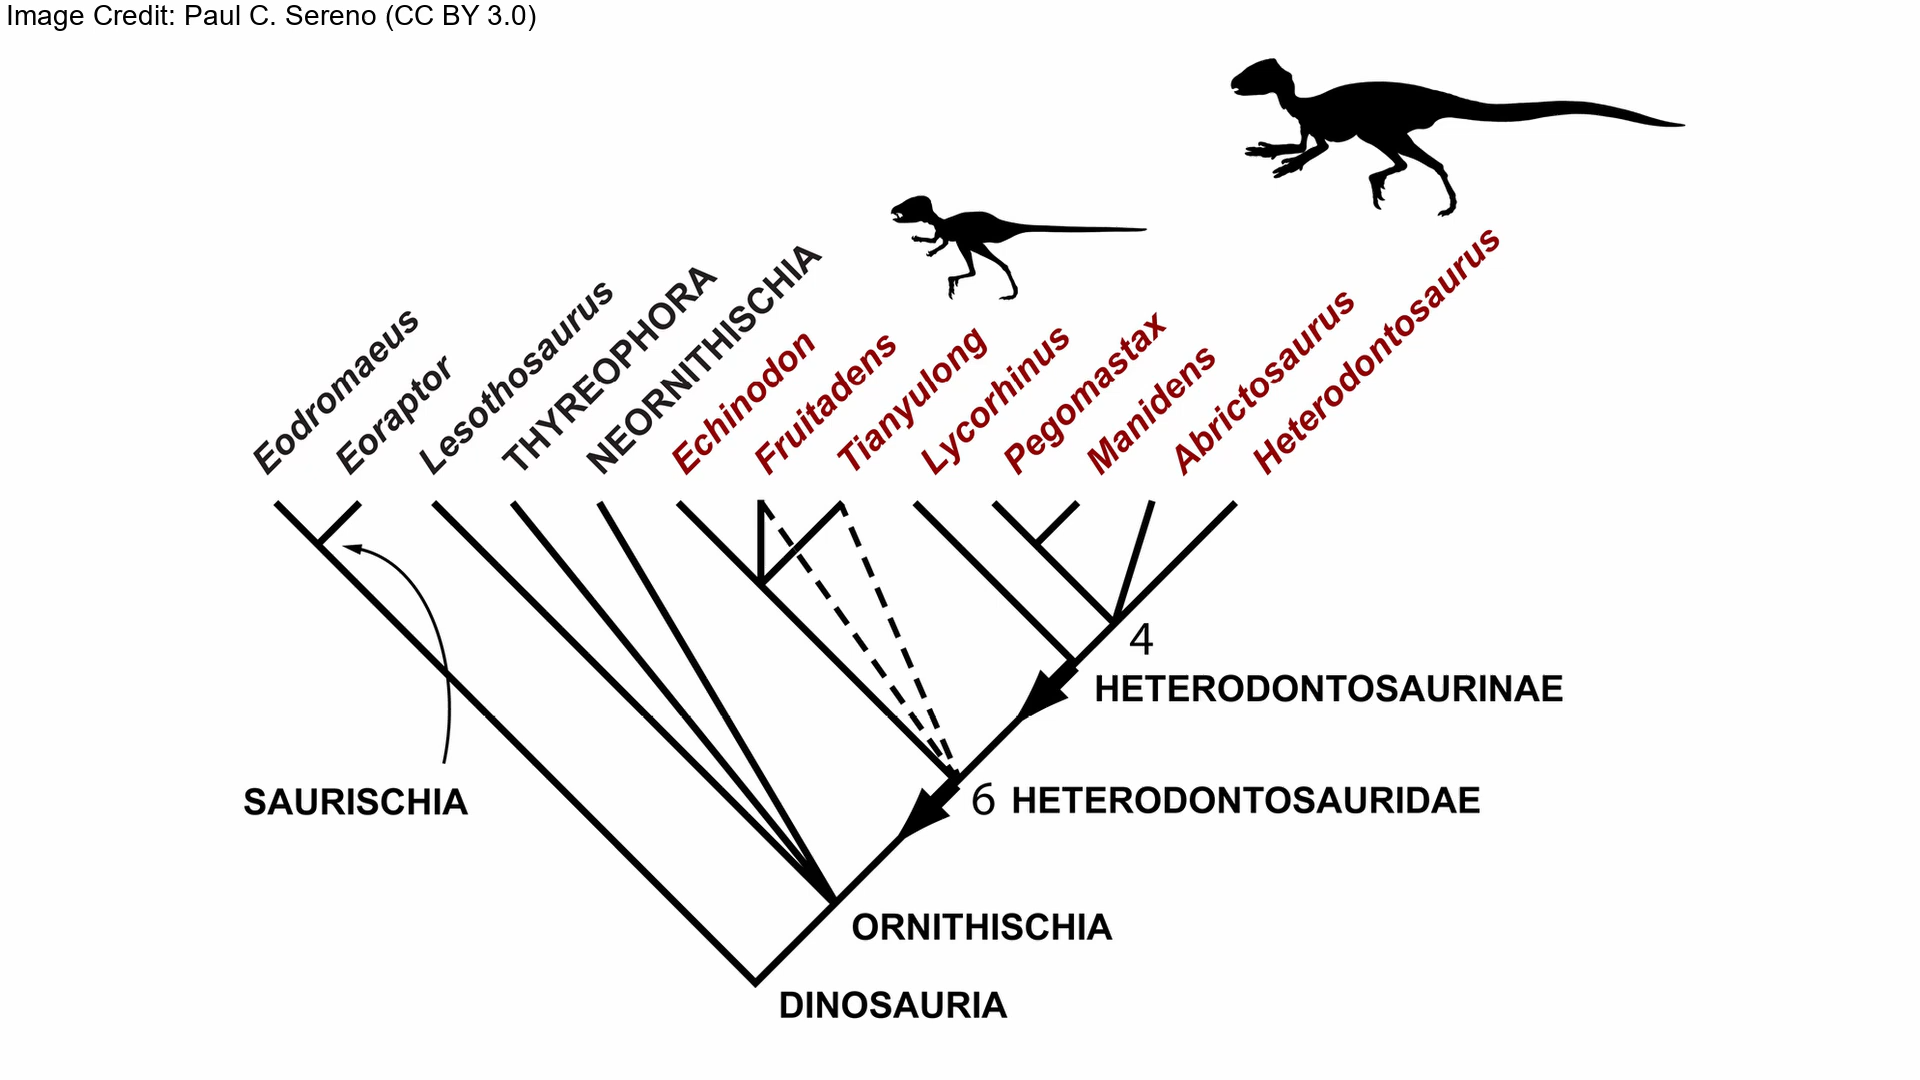 Image Credit: Paul C. Sereno (CC BY 3.0)
Eodromaeus
Eoraptor
Lesothosaurus
THYREOPHORA
NEORNITHISCHIA
Echinodon
Fruitadens
Tianyulong
Lycorhinus
Pegomastax
Manidens
Abrictosaurus
Heterodontosaurus
4
HETERODONTOSAURINAE
SAURISCHIA
6 HETERODONTOSAURIDAE
ORNITHISCHIA
DINOSAURIA